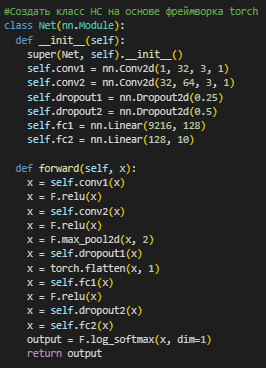 #Создать класс НС на основе фреймворка torch
class Net(nn.Module):
  def __init__(self):
    super(Net, self).__init__()
    self.conv1 = nn.Conv2d(1, 32, 3, 1)
    self.conv2 = nn.Conv2d(32, 64, 3, 1)
    self.dropout1 = nn.Dropout2d(0.25)
    self.dropout2 = nn.Dropout2d(0.5)
    self.fc1 = nn.Linear(9216, 128)
    self.fc2 = nn.Linear(128, 10)

  def forward(self, x):
    x = self.conv1(x)
    x = F.relu(x)
    x = self.conv2(x)
    x = F.relu(x)
    x = F.max_pool2d(x, 2)
    x = self.dropout1(x)
    x = torch.flatten(x, 1)
    x = self.fc1(x)
    x = F.relu(x)
    x = self.dropout2(x)
    x = self.fc2(x)
    output = F.log_softmax(x, dim=1)
    return output